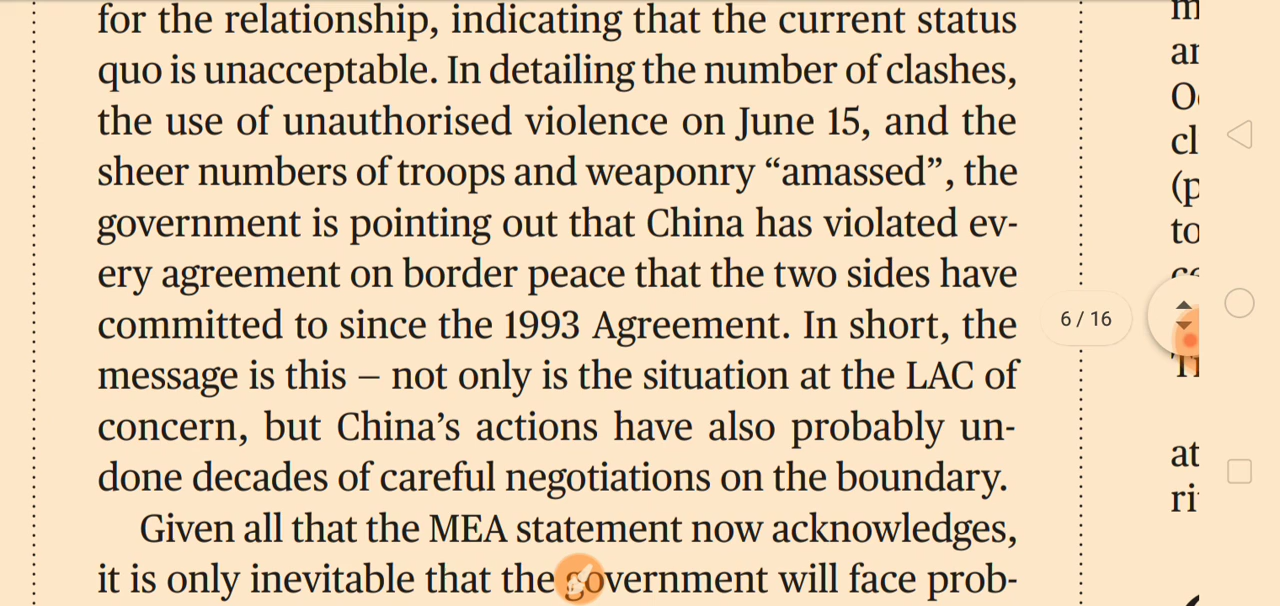 for the relationship, indicating that the current status
quo is unacceptable. In detailing the number of clashes,
the use of unauthorised violence on June 15, and the
sheer numbers of troops and weaponry “amassed”, the
government is pointing out that China has violated ev-
ery agreement on border peace that the two sides have
committed to since the 1993 Agreement. In short, the
message is this – not only is the situation at the LAC of
concern, but China’s actions have also probably un-
done decades of careful negotiations on the boundary.
Given all that the MEA statement now acknowledges,
it is only inevitable that the government will face prob-
6 / 16
cl
to
at